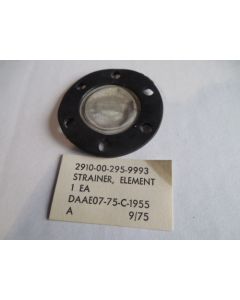 2910-00-295-9993
STRAINER, ELEMENT
1 EA
DAAE07-75-C-1955
A 9/75